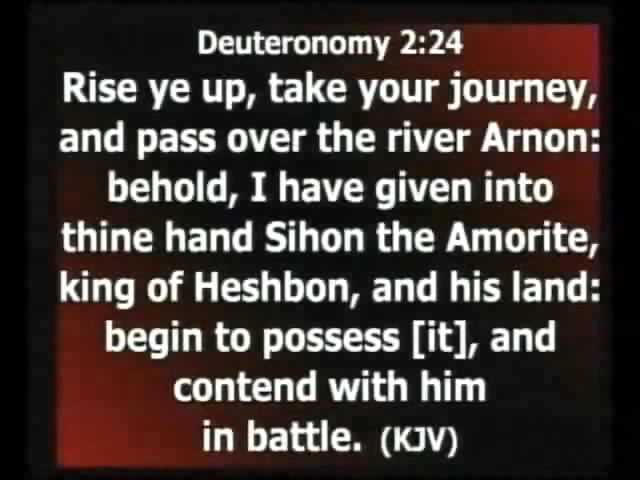 Deuteronomy 2:24
Rise ye up, take your journey,
and pass over the river Arnon:
behold, I have given into
thine hand Sihon the Amorite,
king of Heshbon, and his land:
begin to possess [it], and
contend with him
in battle. (KJV)